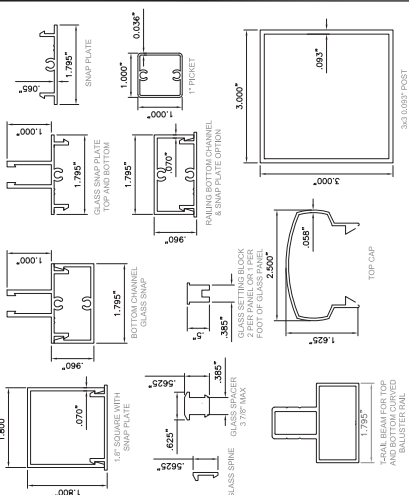 .065"
1.795"
SNAP PLATE
0.036"
1.000"
1.000"
1" PICKET
.093"
3.000"
3.000"
3x3 0.093" POST
1.000"
1.795"
GLASS SNAP PLATE
TOP AND BOTTOM
1.795"
.070"
.960"
RAILING BOTTOM CHANNEL
& SNAP PLATE OPTION
1.000"
1.795"
.960"
BOTTOM CHANNEL
GLASS SNAP
.5"
.385"
GLASS SETTING BLOCK
2 PER PANEL OR 1 PER
FOOT OF GLASS PANEL
2.500"
.058"
1.625"
TOP CAP
1.800
.070"
1.800"
1.8" SQUARE WITH
SNAP PLATE
.5625"
.385"
.625"
GLASS SPACER
3 7/8" MAX
.5625"
GLASS SPINE
1.795"
T-RAIL BEAM FOR TOP
AND BOTTOM CURVED
BALUSTER RAIL